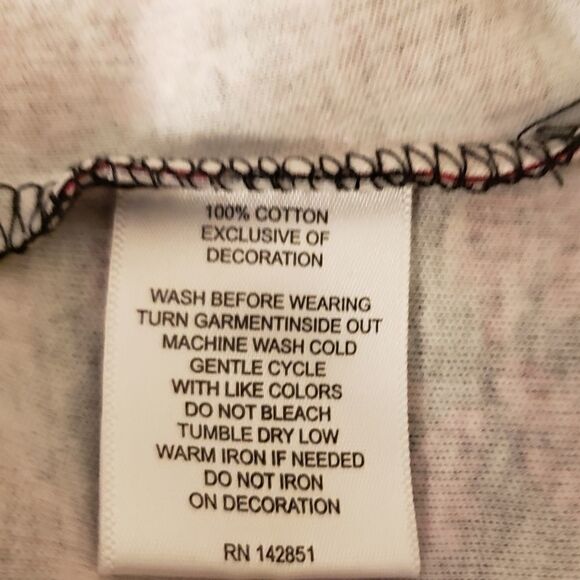 100% COTTON
EXCLUSIVE OF
DECORATION
WASH BEFORE WEARING
TURN GARMENTINSIDE OUT
MACHINE WASH COLD
GENTLE CYCLE
WITH LIKE COLORS
DO NOT BLEACH
TUMBLE DRY LOW
WARM IRON IF NEEDED
DO NOT IRON
ON DECORATION
RN 142851